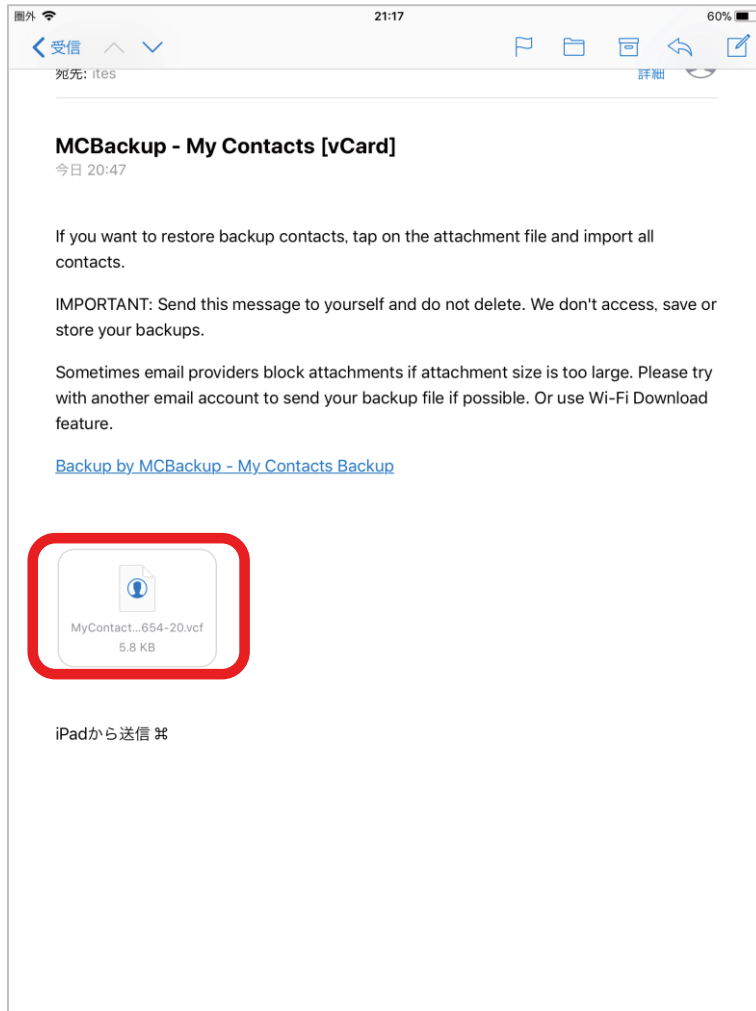 圏外 21:17 60%
受信
宛先: ites 詳細
MCBackup - My Contacts [vCard]
今日 20:47
If you want to restore backup contacts, tap on the attachment file and import all
contacts.
IMPORTANT: Send this message to yourself and do not delete. We don't access, save or
store your backups.
Sometimes email providers block attachments if attachment size is too large. Please try
with another email account to send your backup file if possible. Or use Wi-Fi Download
feature.
Backup by MCBackup - My Contacts Backup
MyContact...654-20.vcf
5.8 KB
iPadから送信 ⌘